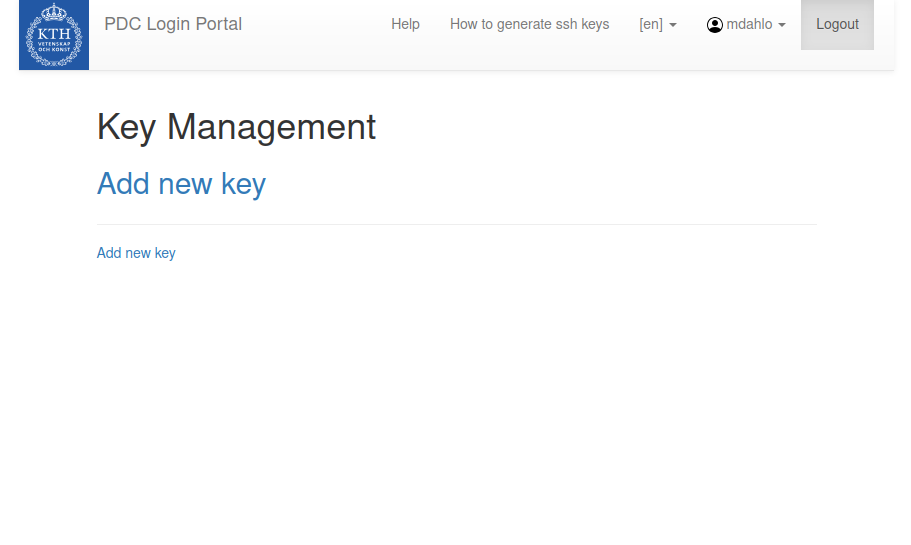 KTH
VETENSKAP
OCH KONST
PDC Login Portal
Help
How to generate ssh keys
[en]
mdahlo
Logout
Key Management
Add new key
Add new key